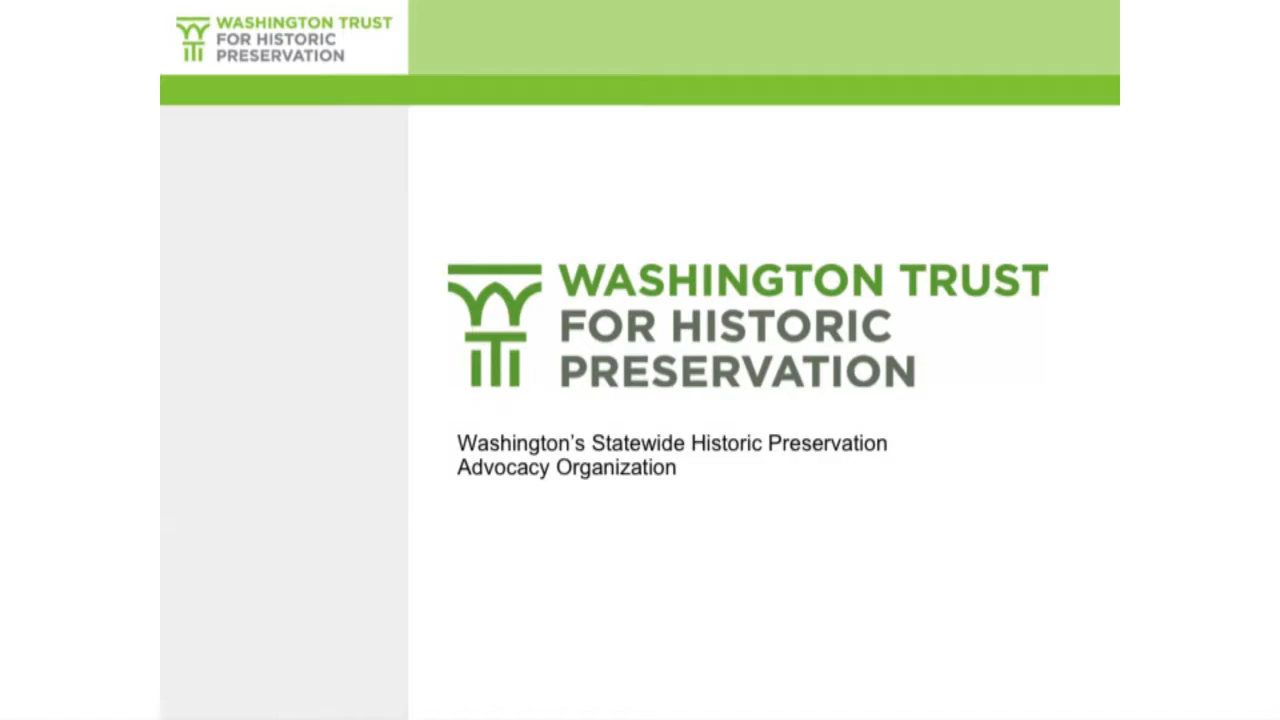 WASHINGTON TRUST
FOR HISTORIC
PRESERVATION
WASHINGTON TRUST
FOR HISTORIC
PRESERVATION
Washington’s Statewide Historic Preservation
Advocacy Organization